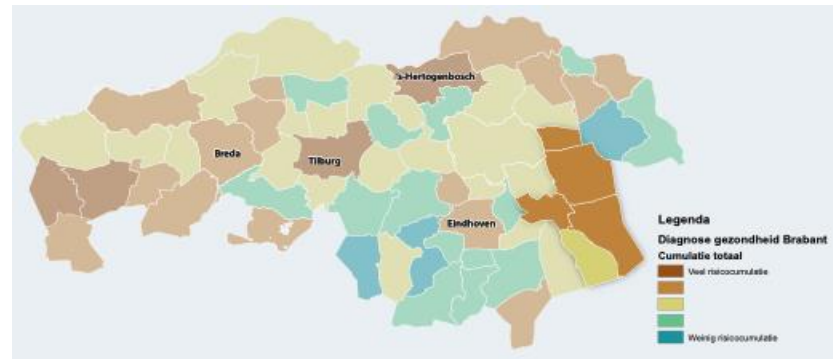 's-Hertogenbosch
Breda
Tilburg
Eindhoven
Legenda
Diagnose gezondheid Brabant
Cumulatie totaal
Veel risicocumulatie
Weinig risicocumulatie